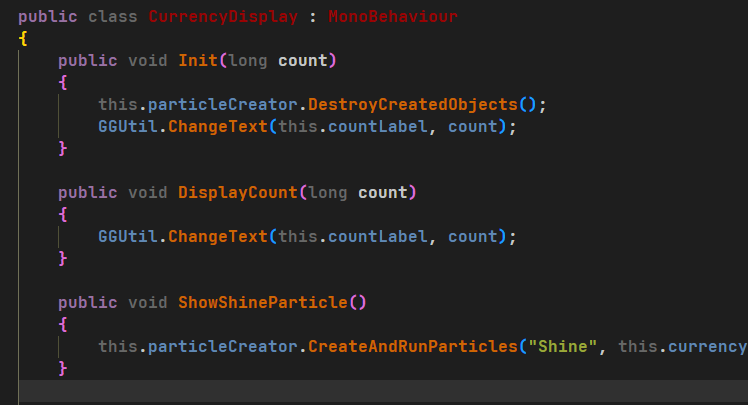 public class CurrencyDisplay : MonoBehaviour
{
    public void Init(long count)
    {
        this.particleCreator.DestroyCreatedObjects();
        GGUtil.ChangeText(this.countLabel, count);
    }

    public void DisplayCount(long count)
    {
        GGUtil.ChangeText(this.countLabel, count);
    }

    public void ShowShineParticle()
    {
        this.particleCreator.CreateAndRunParticles("Shine", this.currency
    }